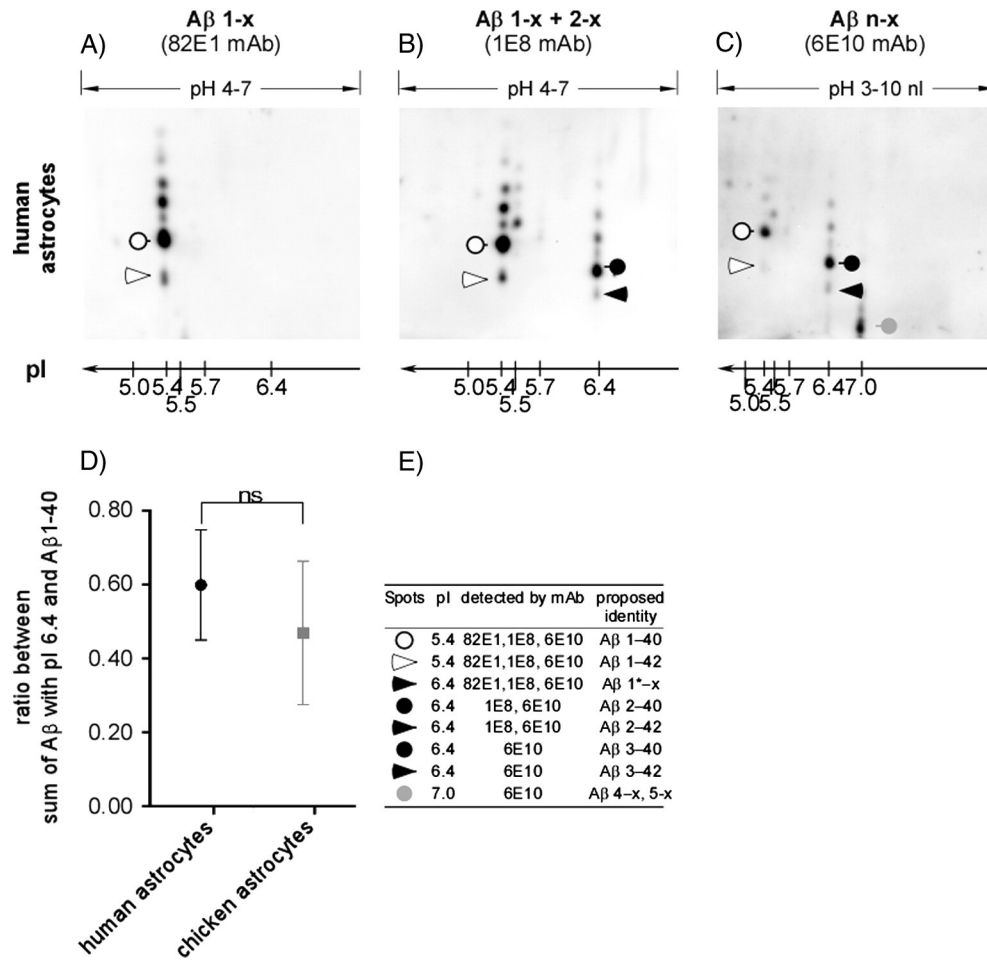 Aβ 1-x
(82E1 mAb)
A)
pH 4-7
Aβ 1-x + 2-x
(1E8 mAb)
B)
pH 4-7
Aβ n-x
(6E10 mAb)
C)
pH 3-10 nl
human
astrocytes
pI
5.0 5.4 5.7 6.4
5.5
5.0 5.4 5.7 6.4
5.5
5.4 5.7 6.4 7.0
5.0 5.5
D)
ns
ratio between
sum of Aβ with pI 6.4 and Aβ1-40
0.80
0.60
0.40
0.20
0.00
human astrocytes
chicken astrocytes
E)
Spots pI detected by mAb proposed
identity
5.4 82E1,1E8, 6E10 Aβ 1–40
5.4 82E1,1E8, 6E10 Aβ 1–42
6.4 82E1,1E8, 6E10 Aβ 1*–x
6.4 1E8, 6E10 Aβ 2–40
6.4 1E8, 6E10 Aβ 2–42
6.4 6E10 Aβ 3–40
6.4 6E10 Aβ 3–42
7.0 6E10 Aβ 4–x, 5-x